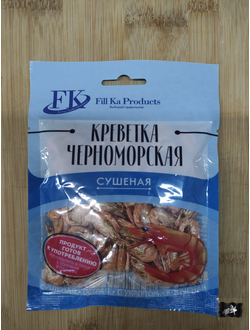 FK
Fill Ka Products
КРЕВЕТКА
ЧЕРНОМОРСКАЯ
СУШЕНАЯ
ПРОДУКТ
ГОТОВ
К УПОТРЕБЛЕНИЮ